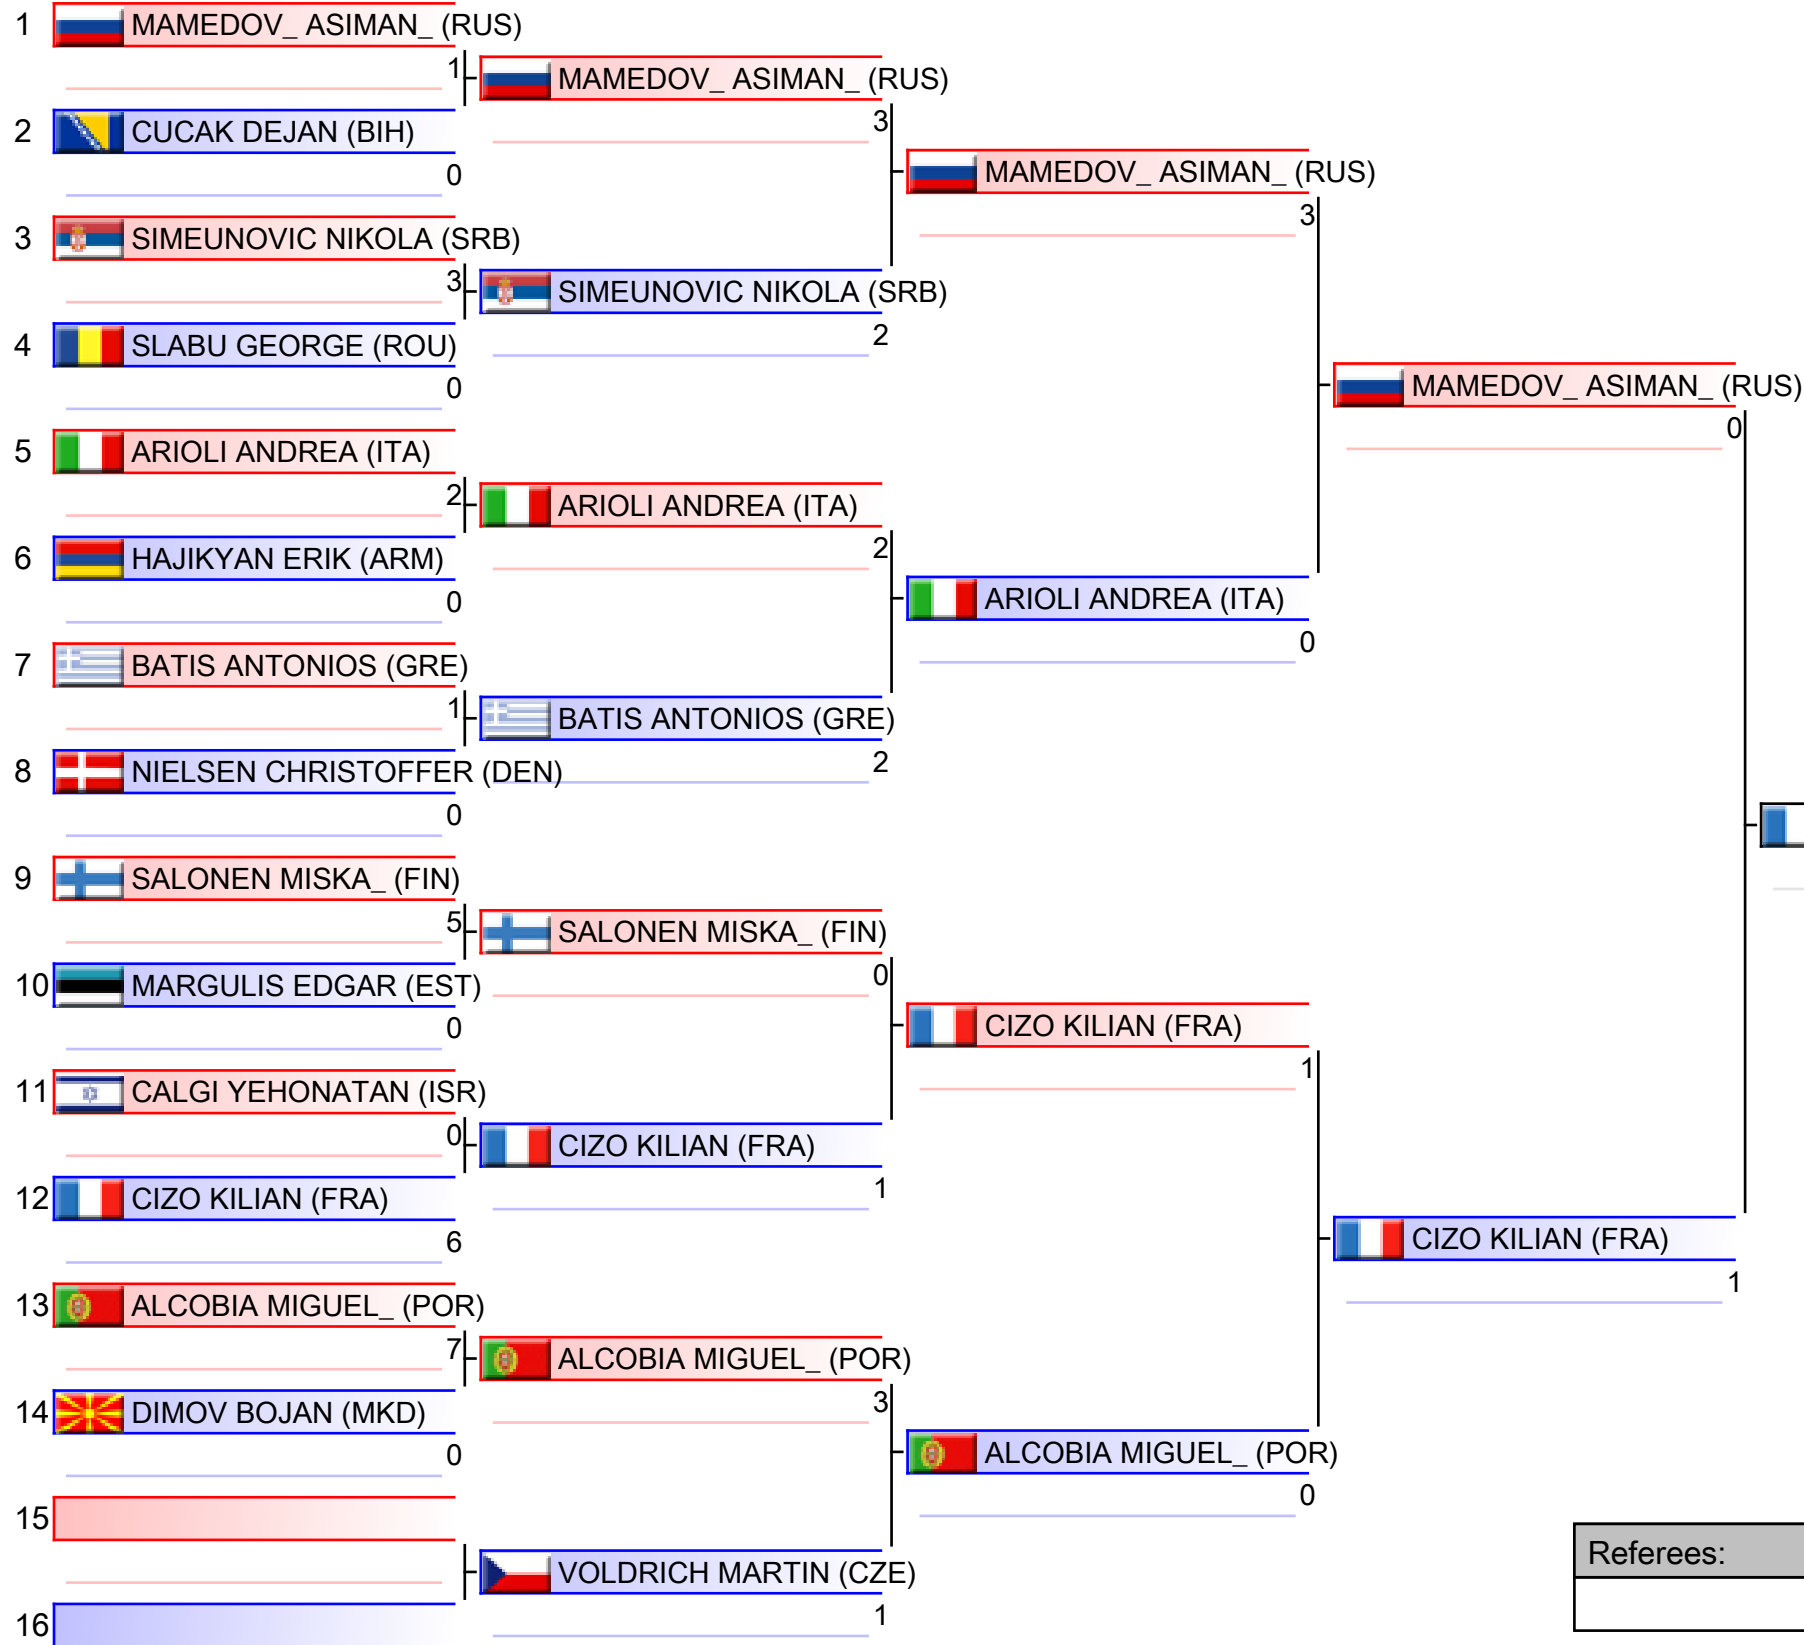 1 MAMEDOV_ ASIMAN_ (RUS)
1
2 CUCAK DEJAN (BIH)
0
3 SIMEUNOVIC NIKOLA (SRB)
3
4 SLABU GEORGE (ROU)
0
5 ARIOLI ANDREA (ITA)
2
6 HAJIKYAN ERIK (ARM)
0
7 BATIS ANTONIOS (GRE)
1
8 NIELSEN CHRISTOFFER (DEN)
0
9 SALONEN MISKA_ (FIN)
5
10 MARGULIS EDGAR (EST)
0
11 CALGI YEHONATAN (ISR)
0
12 CIZO KILIAN (FRA)
6
13 ALCOBIA MIGUEL_ (POR)
7
14 DIMOV BOJAN (MKD)
0
15
16
MAMEDOV_ ASIMAN_ (RUS)
3
SIMEUNOVIC NIKOLA (SRB)
2
ARIOLI ANDREA (ITA)
2
BATIS ANTONIOS (GRE)
2
SALONEN MISKA_ (FIN)
0
CIZO KILIAN (FRA)
1
ALCOBIA MIGUEL_ (POR)
3
VOLDRICH MARTIN (CZE)
1
MAMEDOV_ ASIMAN_ (RUS)
3
ARIOLI ANDREA (ITA)
0
CIZO KILIAN (FRA)
1
ALCOBIA MIGUEL_ (POR)
0
MAMEDOV_ ASIMAN_ (RUS)
0
CIZO KILIAN (FRA)
1
Referees: